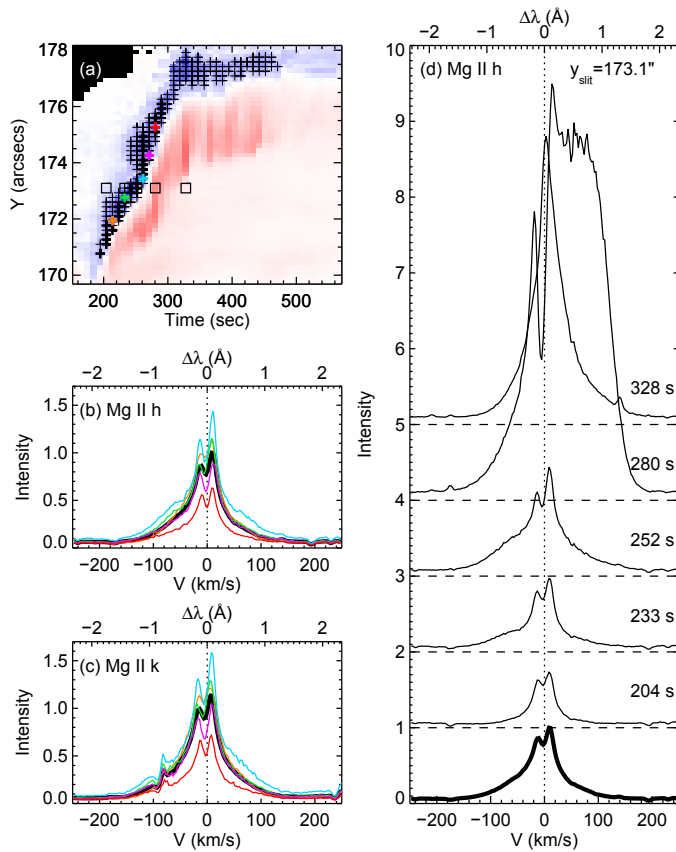 Δλ (Å)
−2 −1 0 1 2
(a)
178
176
174
172
170
Y (arcsecs)
200 300 400 500
Time (sec)
Δλ (Å)
−2 −1 0 1 2
(b) Mg II h
1.5
1.0
0.5
0.0
Intensity
−200 −100 0 100 200
V (km/s)
Δλ (Å)
−2 −1 0 1 2
(c) Mg II k
1.5
1.0
0.5
0.0
Intensity
−200 −100 0 100 200
V (km/s)
(d) Mg II h
y_slit=173.1"
10
9
8
7
6
5
4
3
2
1
0
Intensity
328 s
280 s
252 s
233 s
204 s
−200 −100 0 100 200
V (km/s)